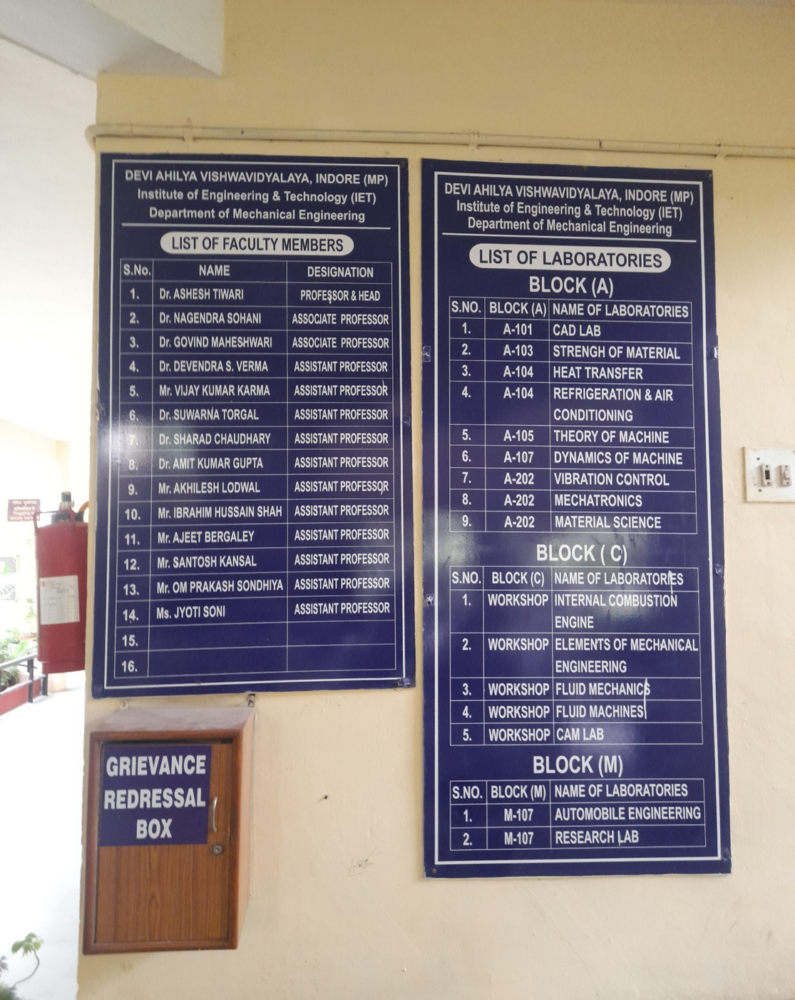 DEVI AHILYA VISHWAVIDYALAYA, INDORE (MP)
Institute of Engineering & Technology (IET)
Department of Mechanical Engineering
LIST OF FACULTY MEMBERS
S.No. NAME DESIGNATION
1. Dr. ASHESH TIWARI PROFESSOR & HEAD
2. Dr. NAGENDRA SOHANI ASSOCIATE PROFESSOR
3. Dr. GOVIND MAHESHWARI ASSOCIATE PROFESSOR
4. Dr. DEVENDRA S. VERMA ASSISTANT PROFESSOR
5. Mr. VIJAY KUMAR KARMA ASSISTANT PROFESSOR
6. Dr. SUWARNA TORGAL ASSISTANT PROFESSOR
7. Dr. SHARAD CHAUDHARY ASSISTANT PROFESSOR
8. Dr. AMIT KUMAR GUPTA ASSISTANT PROFESSOR
9. Mr. AKHILESH LODWAL ASSISTANT PROFESSOR
10. Mr. IBRAHIM HUSSAIN SHAH ASSISTANT PROFESSOR
11. Mr. AJEET BERGALEY ASSISTANT PROFESSOR
12. Mr. SANTOSH KANSAL ASSISTANT PROFESSOR
13. Mr. OM PRAKASH SONDHIYA ASSISTANT PROFESSOR
14. Ms. JYOTI SONI ASSISTANT PROFESSOR
15.
16.
GRIEVANCE
REDRESSAL
BOX
DEVI AHILYA VISHWAVIDYALAYA, INDORE (MP)
Institute of Engineering & Technology (IET)
Department of Mechanical Engineering
LIST OF LABORATORIES
BLOCK (A)
S.NO. BLOCK (A) NAME OF LABORATORIES
1. A-101 CAD LAB
2. A-103 STRENGH OF MATERIAL
3. A-104 HEAT TRANSFER
4. A-104 REFRIGERATION & AIR
CONDITIONING
5. A-105 THEORY OF MACHINE
6. A-107 DYNAMICS OF MACHINE
7. A-202 VIBRATION CONTROL
8. A-202 MECHATRONICS
9. A-202 MATERIAL SCIENCE
BLOCK ( C)
S.NO. BLOCK (C) NAME OF LABORATORIES
1. WORKSHOP INTERNAL COMBUSTION
ENGINE
2. WORKSHOP ELEMENTS OF MECHANICAL
ENGINEERING
3. WORKSHOP FLUID MECHANICS
4. WORKSHOP FLUID MACHINES
5. WORKSHOP CAM LAB
BLOCK (M)
S.NO. BLOCK (M) NAME OF LABORATORIES
1. M-107 AUTOMOBILE ENGINEERING
2. M-107 RESEARCH LAB